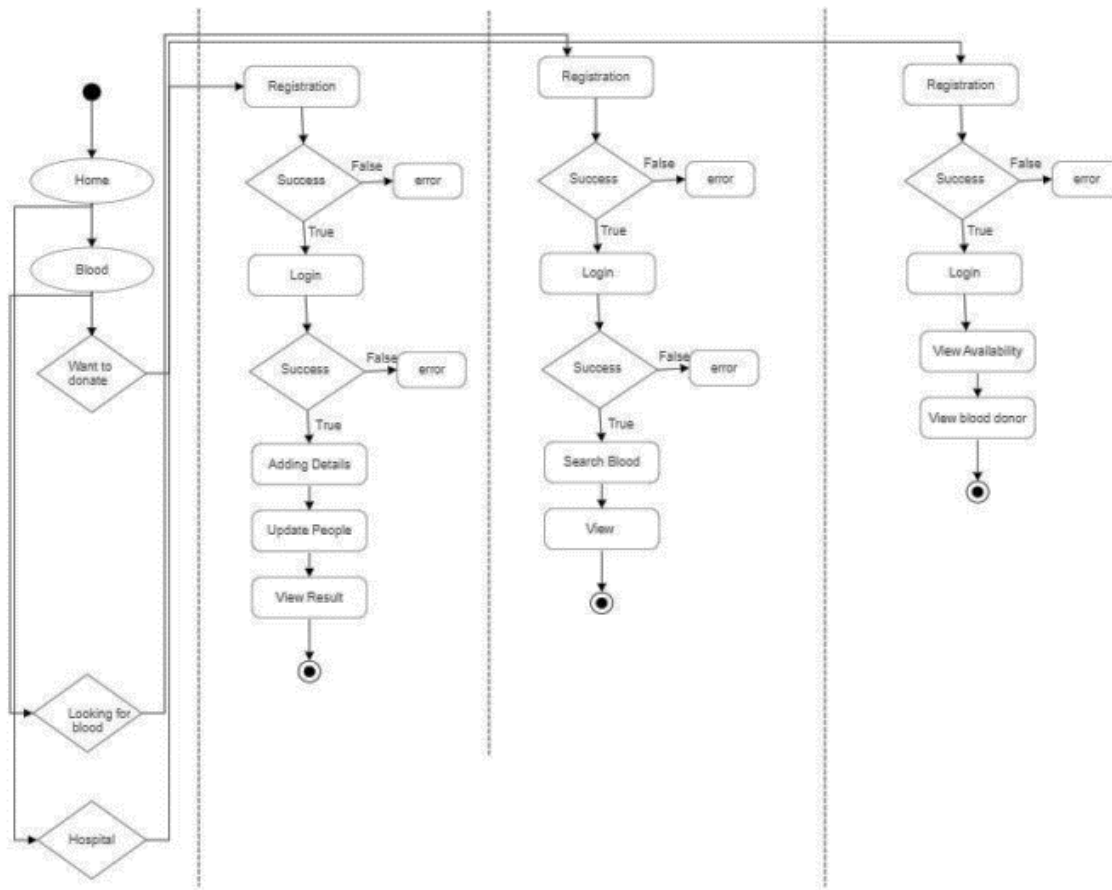 Home
Blood
Want to
donate
Looking for
blood
Hospital
Registration
Success
False
error
True
Login
Success
False
error
True
Adding Details
Update People
View Result
Registration
Success
False
error
True
Login
Success
False
error
True
Search Blood
View
Registration
Success
False
error
True
Login
View Availability
View blood donor